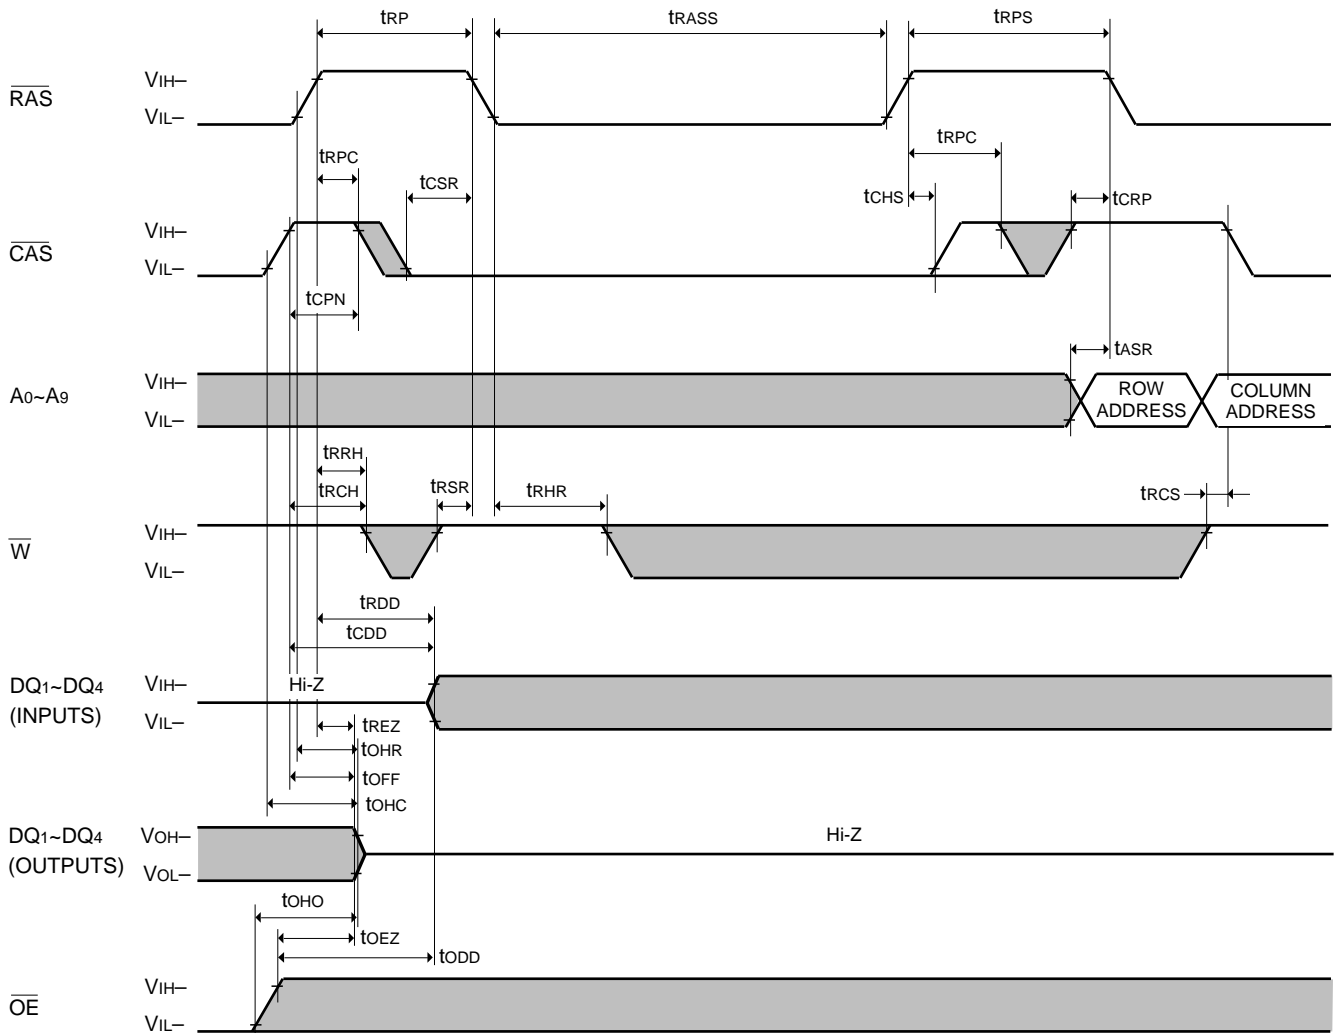 tRP
tRASS
tRPS
RAS
VIH–
VIL–
tRPC
tCSR
tRPC
tCHS
tCRP
CAS
VIH–
VIL–
tCPN
tASR
A0~A9
VIH–
VIL–
ROW
ADDRESS
COLUMN
ADDRESS
tRRH
tRCH
tRSR
tRHR
tRCS
W
VIH–
VIL–
tRDD
tCDD
DQ1~DQ4
(INPUTS)
VIH–
VIL–
Hi-Z
tREZ
tOHR
tOFF
tOHC
DQ1~DQ4
(OUTPUTS)
VOH–
VOL–
Hi-Z
tOHO
tOEZ
tODD
OE
VIH–
VIL–